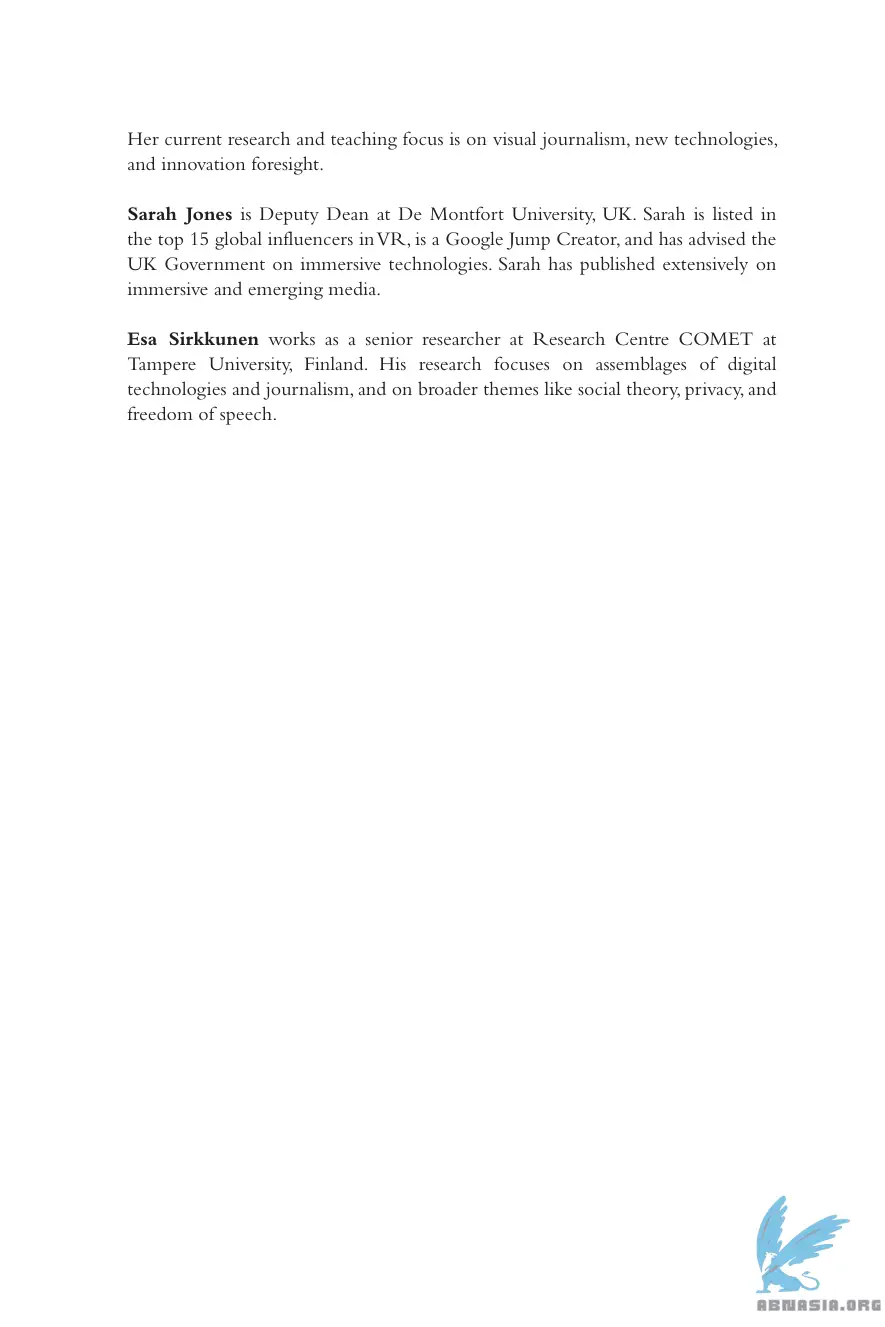 Her current research and teaching focus is on visual journalism, new technologies,
and innovation foresight.
Sarah Jones is Deputy Dean at De Montfort University, UK. Sarah is listed in
the top 15 global influencers in VR, is a Google Jump Creator, and has advised the
UK Government on immersive technologies. Sarah has published extensively on
immersive and emerging media.
Esa Sirkkunen works as a senior researcher at Research Centre COMET at
Tampere University, Finland. His research focuses on assemblages of digital
technologies and journalism, and on broader themes like social theory, privacy, and
freedom of speech.
ABNASIA.ORG